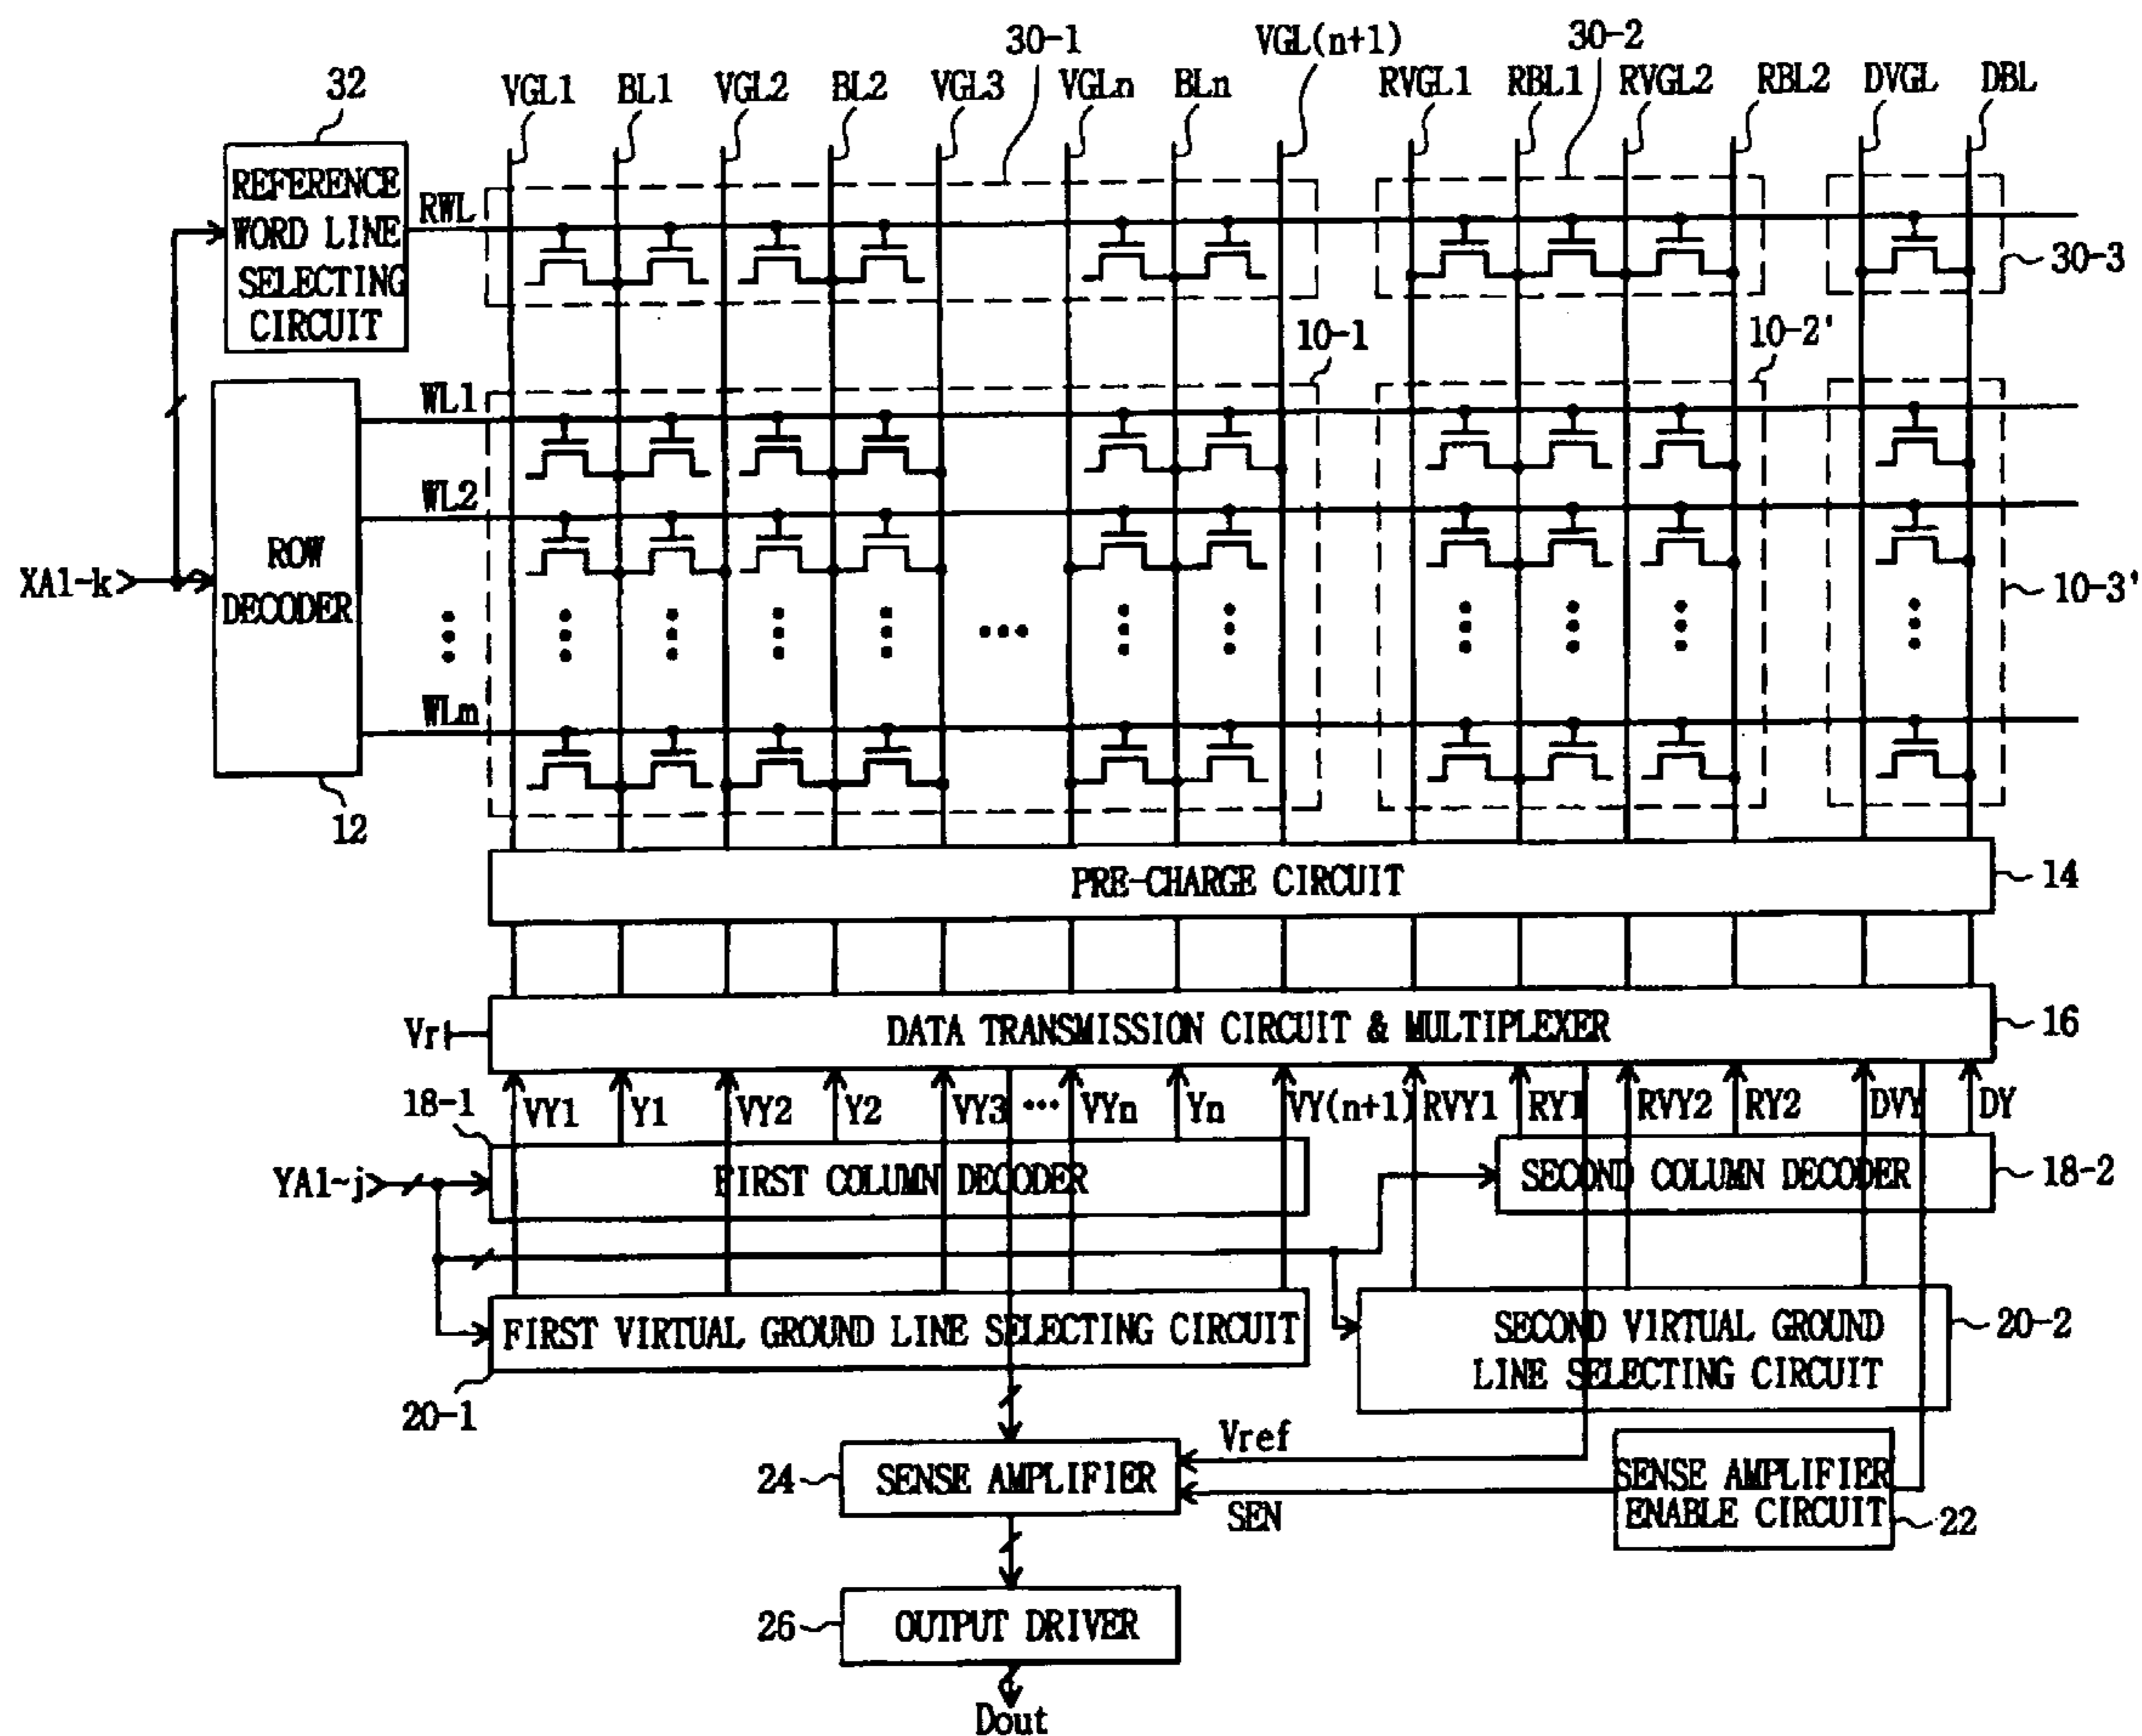 30-1
VGL(n+1)
30-2
32
VGL1
BL1
VGL2
BL2
VGL3
VGLn
BLn
RVGL1
RBL1
RVGL2
RBL2
DVGL
DBL
REFERENCE
WORD LINE
SELECTING
CIRCUIT
RWL
30-3
10-1
10-2'
WL1
WL2
ROW
DECODER
XA1~k
10-3'
WLm
12
PRE-CHARGE CIRCUIT
14
Vr
DATA TRANSMISSION CIRCUIT & MULTIPLEXER
16
18-1
VY1
Y1
VY2
Y2
VY3
...
VYn
Yn
VY(n+1)
RVY1
RY1
RVY2
RY2
DVY
DY
YA1~j
FIRST COLUMN DECODER
SECOND COLUMN DECODER
18-2
FIRST VIRTUAL GROUND LINE SELECTING CIRCUIT
SECOND VIRTUAL GROUND
LINE SELECTING CIRCUIT
20-2
20-1
Vref
24
SENSE AMPLIFIER
SENSE AMPLIFIER
ENABLE CIRCUIT
SEN
22
26
OUTPUT DRIVER
Dout